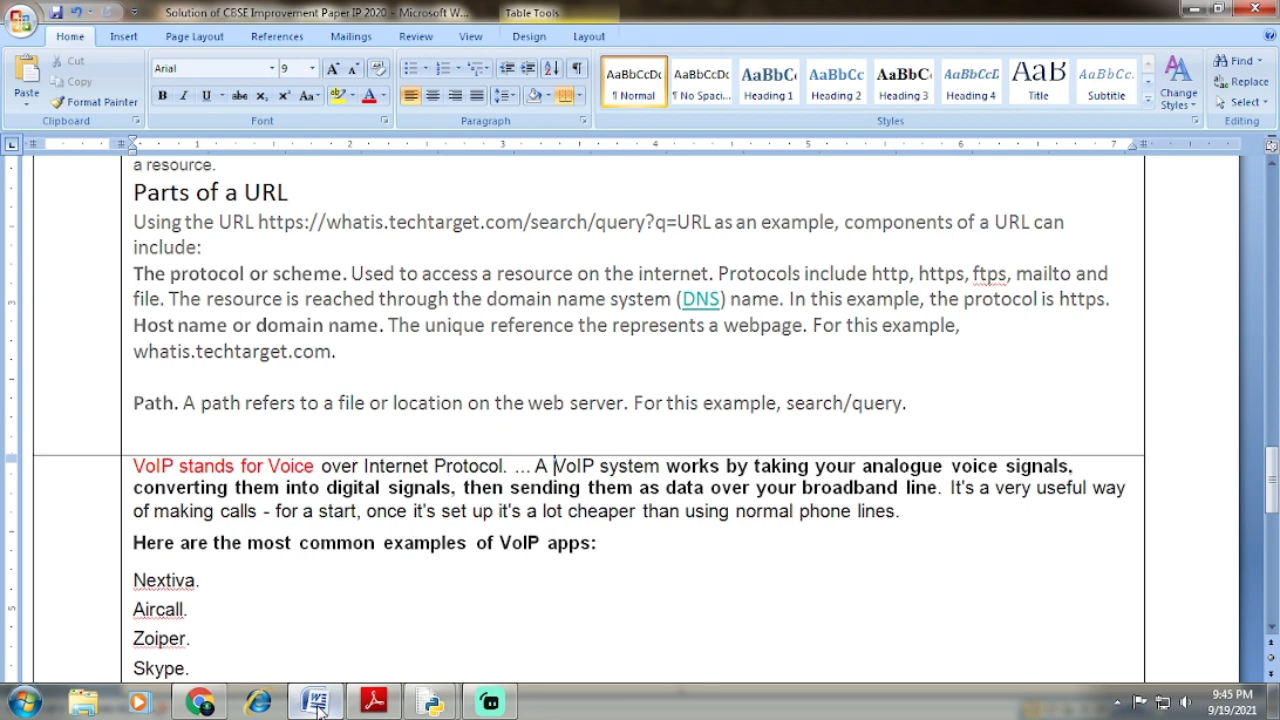 Solution of CBSE Improvement Paper IP 2020 - Microsoft W... Table Tools
Home Insert Page Layout References Mailings Review View Design Layout
Paste Cut Copy Format Painter Clipboard
Arial 9 Font
Paragraph
AaBbCcDc AaBbCcDc AaBbC AaBbCc AaBbCc AaBbCcD AaB AaBbCc.
¶ Normal ¶ No Spaci... Heading 1 Heading 2 Heading 3 Heading 4 Title Subtitle
Change Styles Styles
Find Replace Select Editing
1 2 3 4 5 6 7
a resource.
Parts of a URL
Using the URL https://whatis.techtarget.com/search/query?q=URL as an example, components of a URL can
include:
The protocol or scheme. Used to access a resource on the internet. Protocols include http, https, ftps, mailto and
file. The resource is reached through the domain name system (DNS) name. In this example, the protocol is https.
Host name or domain name. The unique reference the represents a webpage. For this example,
whatis.techtarget.com.
Path. A path refers to a file or location on the web server. For this example, search/query.
VoIP stands for Voice over Internet Protocol. ... A VoIP system works by taking your analogue voice signals,
converting them into digital signals, then sending them as data over your broadband line. It's a very useful way
of making calls - for a start, once it's set up it's a lot cheaper than using normal phone lines.
Here are the most common examples of VoIP apps:
Nextiva.
Aircall.
Zoiper.
Skype.
9:45 PM
9/19/2021